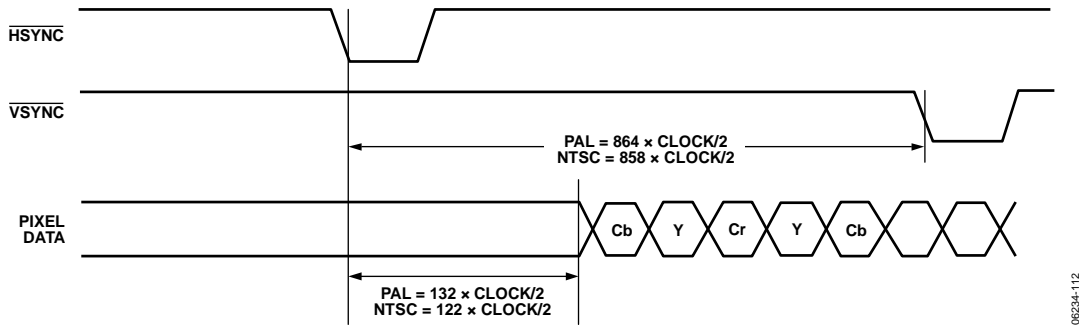 HSYNC
VSYNC
PAL = 864 × CLOCK/2
NTSC = 858 × CLOCK/2
PIXEL
DATA
Cb Y Cr Y Cb
PAL = 132 × CLOCK/2
NTSC = 122 × CLOCK/2
06234-112